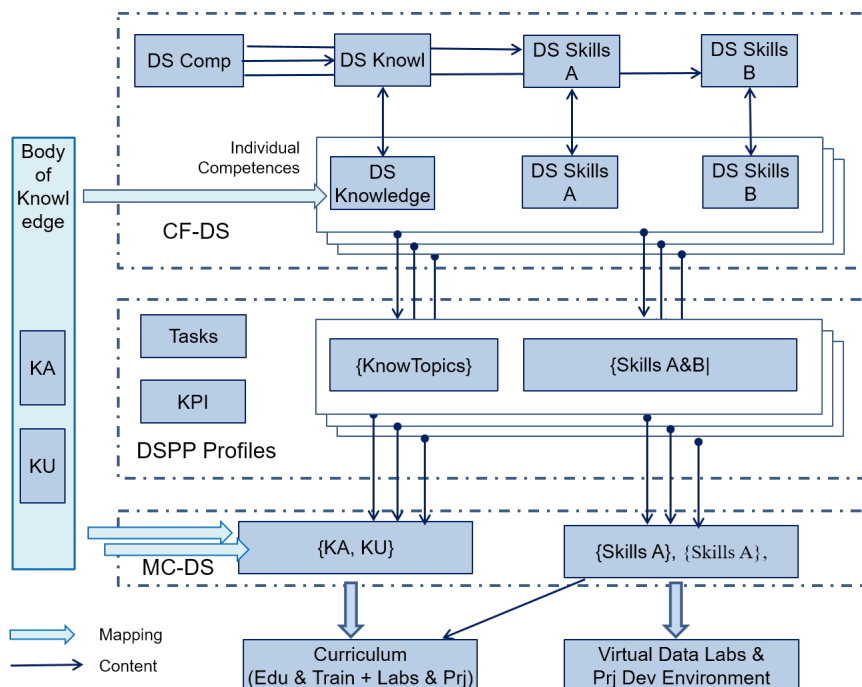 DS Comp
DS Knowl
DS Skills
A
DS Skills
B
Body
of
Knowl
edge
Individual
Competences
DS
Knowledge
DS Skills
A
DS Skills
B
CF-DS
KA
KU
Tasks
KPI
{KnowTopics}
{Skills A&B|
DSPP Profiles
{KA, KU}
{Skills A}, {Skills A},
MC-DS
Mapping
Content
Curriculum
(Edu & Train + Labs & Prj)
Virtual Data Labs &
Prj Dev Environment